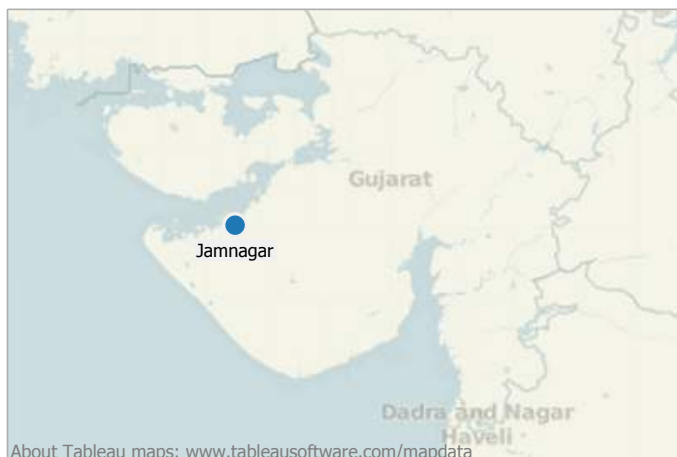 Gujarat
Jamnagar
Dadra and Nagar
Haveli
About Tableau maps: www.tableausoftware.com/mapdata